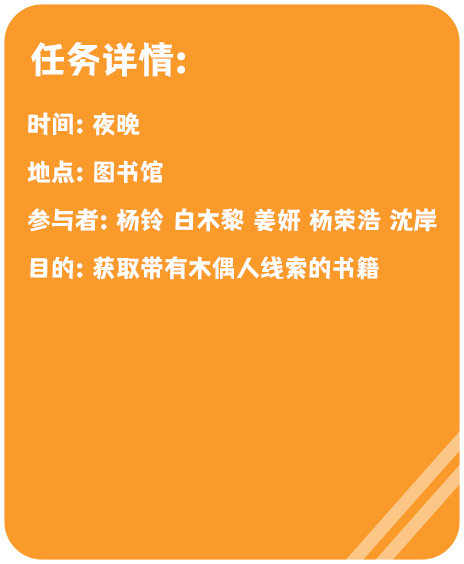 任务详情:
时间: 夜晚
地点: 图书馆
参与者: 杨铃 白木黎 姜妍 杨荣浩 沈岸
目的: 获取带有木偶人线索的书籍